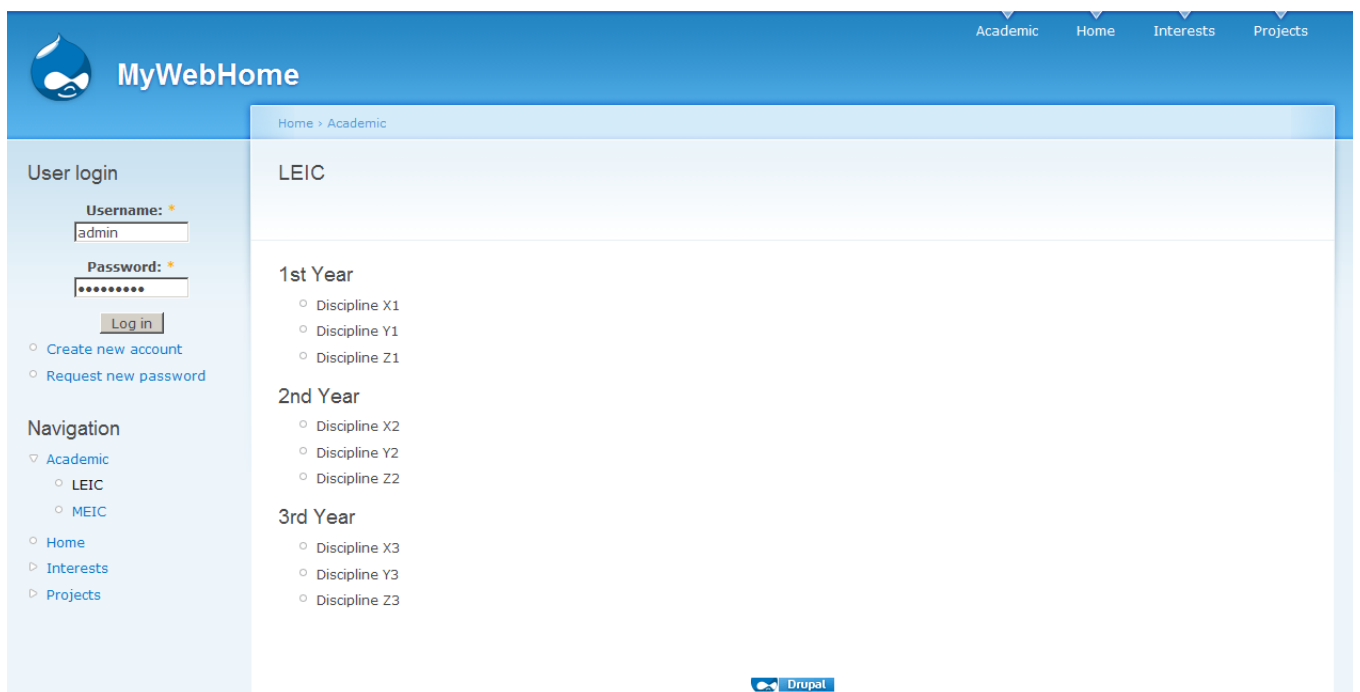 Academic Home Interests Projects
MyWebHome
Home › Academic
User login
Username: *
admin
Password: *
•••••••••
Log in
Create new account
Request new password
Navigation
Academic
LEIC
MEIC
Home
Interests
Projects
LEIC
1st Year
Discipline X1
Discipline Y1
Discipline Z1
2nd Year
Discipline X2
Discipline Y2
Discipline Z2
3rd Year
Discipline X3
Discipline Y3
Discipline Z3
Drupal